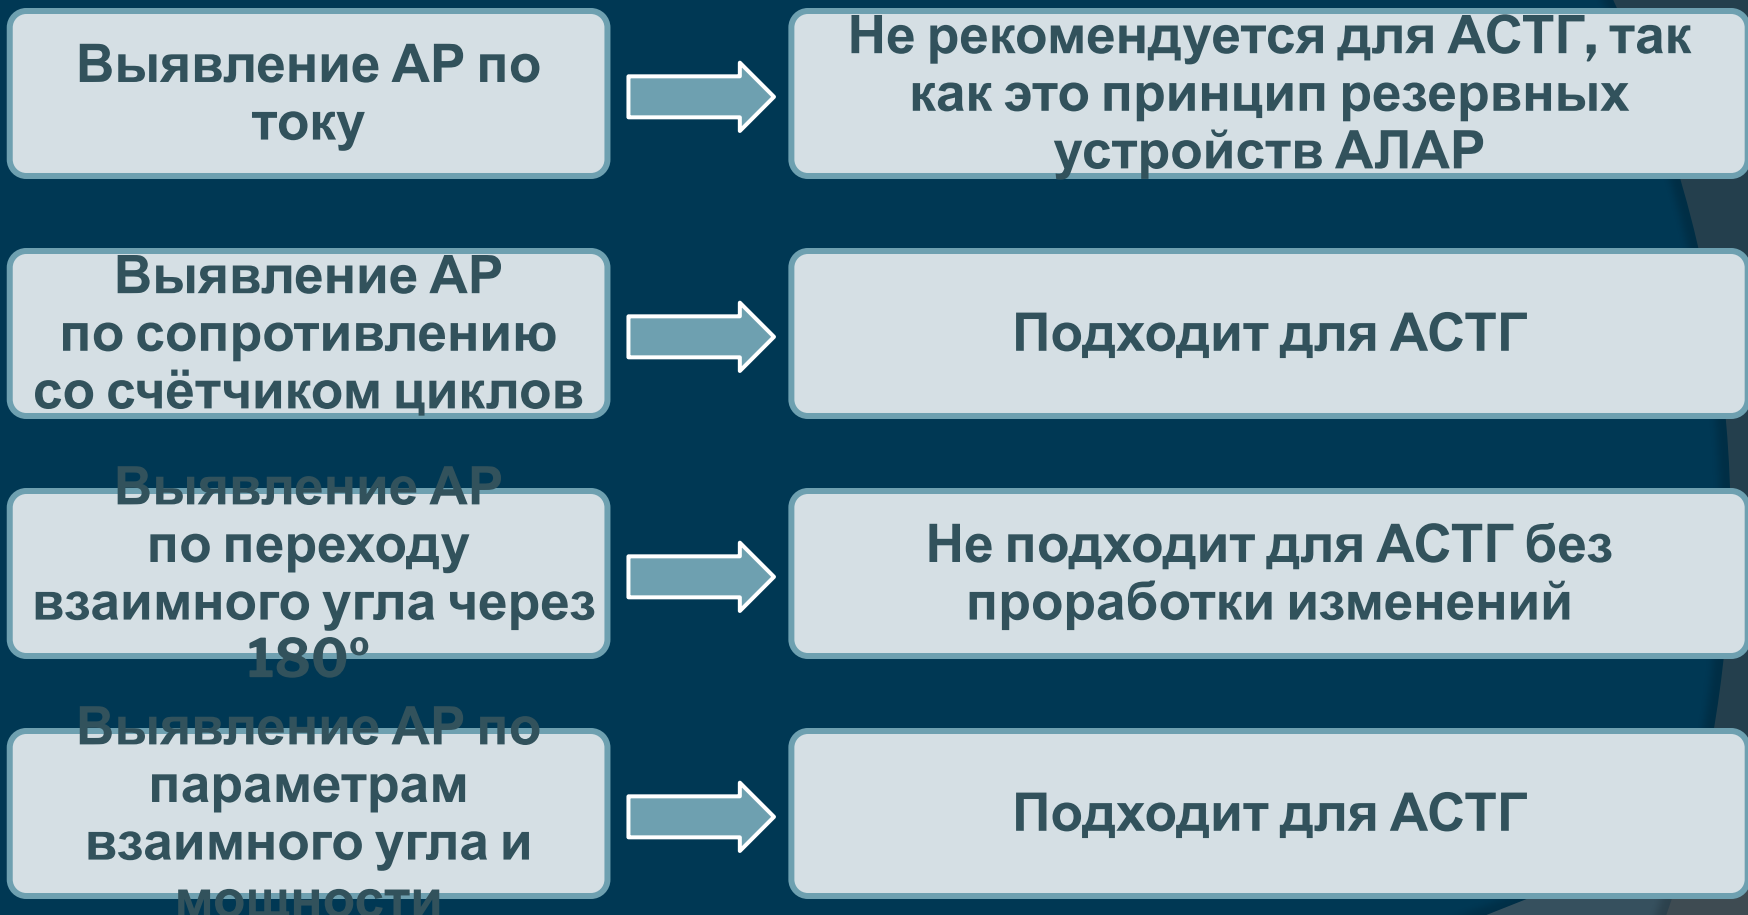 Выявление АР по
току
Не рекомендуется для АСТГ, так
как это принцип резервных
устройств АЛАР
Выявление АР
по сопротивлению
со счётчиком циклов
Подходит для АСТГ
Выявление АР
по переходу
взаимного угла через
180º
Не подходит для АСТГ без
проработки изменений
Выявление АР по
параметрам
взаимного угла и
мощности
Подходит для АСТГ